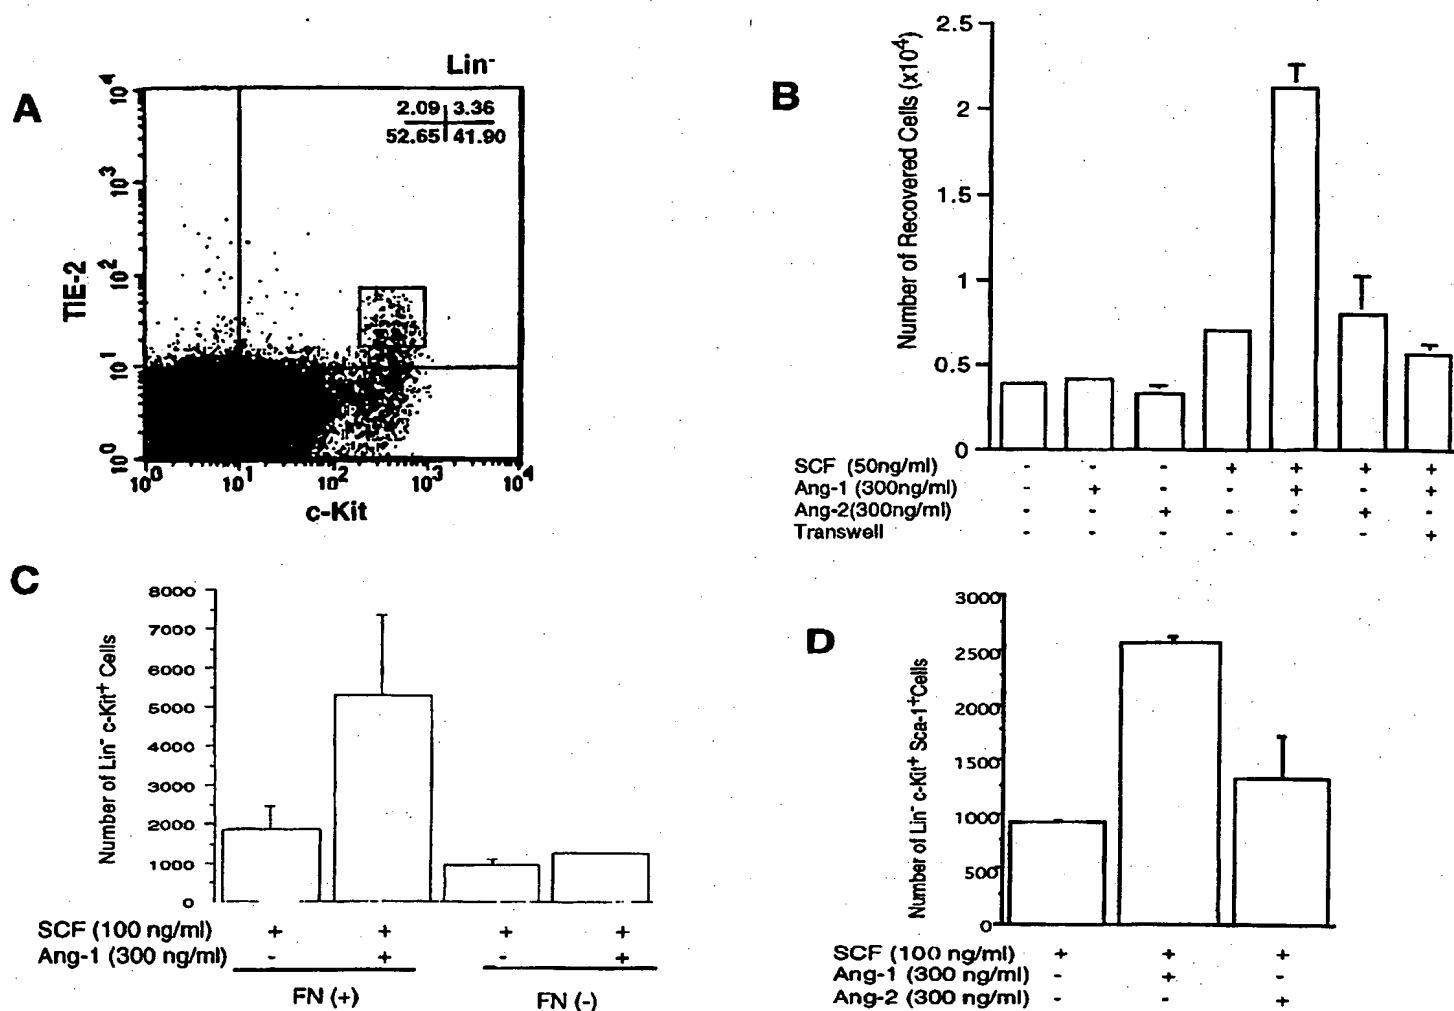 A
Lin-
2.09 3.36
52.65 41.90
10^4
10^3
10^2
10^1
10^0
TIE-2
10^0 10^1 10^2 10^3 10^4
c-Kit
B
Number of Recovered Cells (x10^4)
2.5
2
1.5
1
0.5
0
SCF (50ng/ml) - - - + + + +
Ang-1 (300ng/ml) - + - - + - +
Ang-2(300ng/ml) - - + - - + -
Transwell - - - - - - +
C
Number of Lin- c-Kit+ Cells
8000
7000
6000
5000
4000
3000
2000
1000
0
SCF (100 ng/ml) + + + +
Ang-1 (300 ng/ml) - + - +
FN (+) FN (-)
D
Number of Lin- c-Kit+ Sca-1+Cells
3000
2500
2000
1500
1000
500
0
SCF (100 ng/ml) + + +
Ang-1 (300 ng/ml) - + -
Ang-2 (300 ng/ml) - - +